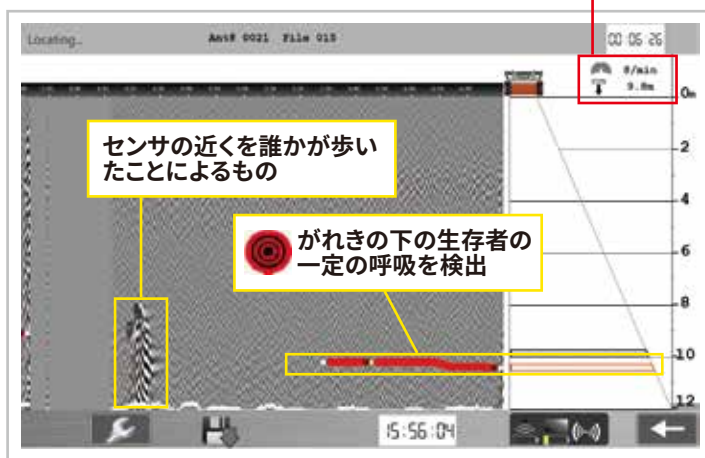 Locating..
Ant# 0021 File 015
00:06:26
8/min
9.8m
0m
2
4
6
8
10
12
センサの近くを誰かが歩い
たことによるもの
がれきの下の生存者の
一定の呼吸を検出
15:56:04